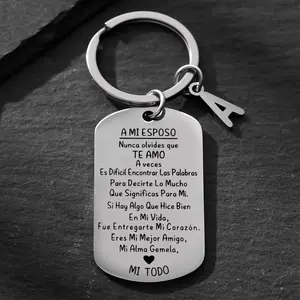 A
A MI ESPOSO
Nunca olvides que
TE AMO
A veces
Es Dificil Encontrar Las Palabras
Para Decirte Lo Mucho
Que Significas Para Mi.
Si Hay Algo Que Hice Bien
En Mi Vida,
Fue Entregarte Mi Corazón.
Eres Mi Mejor Amigo,
Mi Alma Gemela,
MI TODO